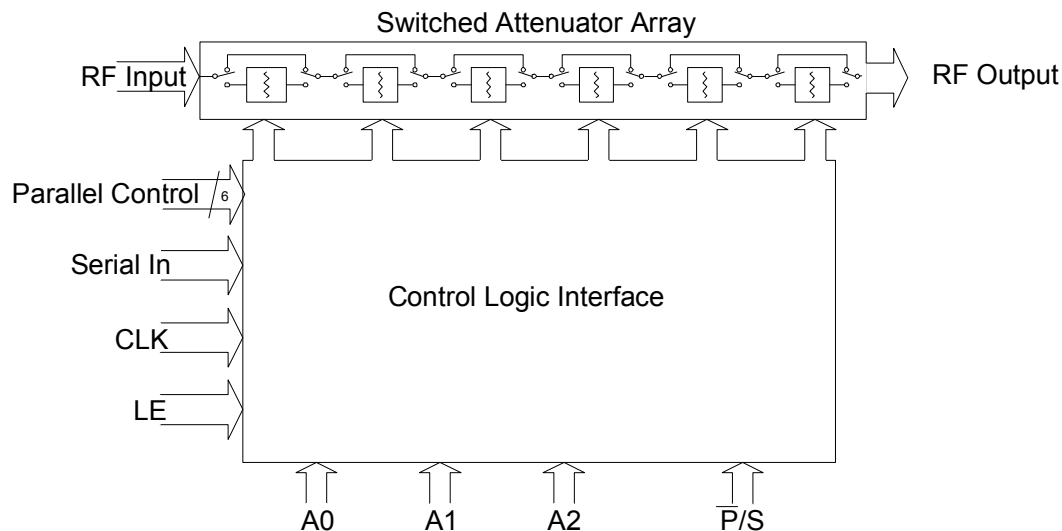 Switched Attenuator Array
RF Input
RF Output
Parallel Control
6
Serial In
Control Logic Interface
CLK
LE
A0
A1
A2
P̅/S